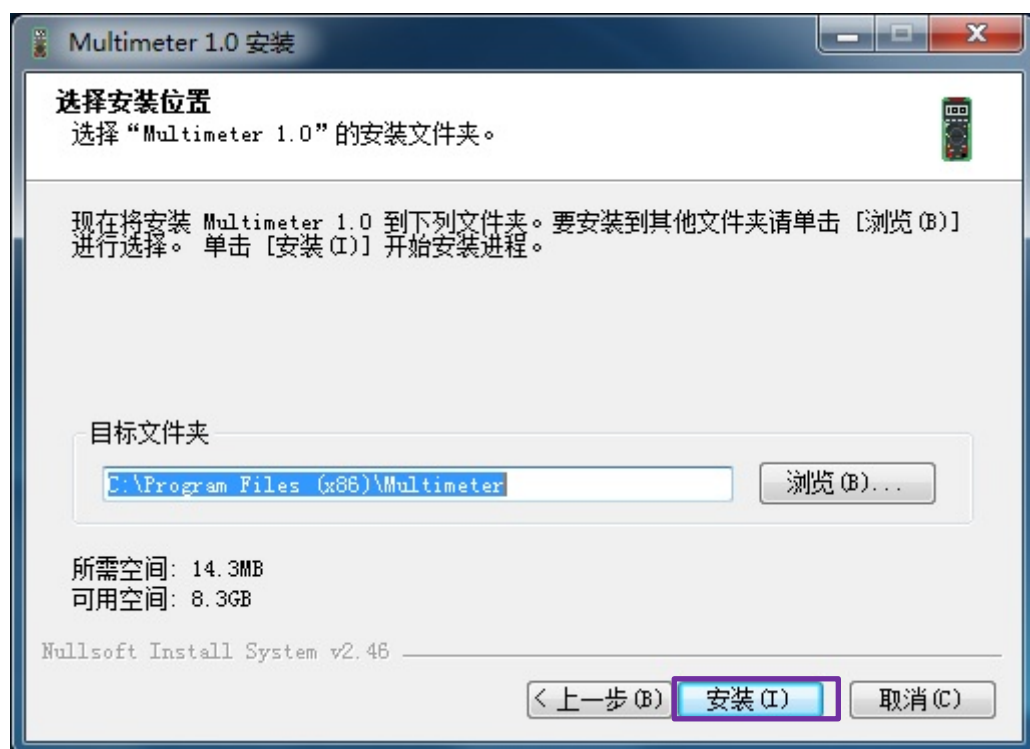 Multimeter 1.0 安装
选择安装位置
选择“Multimeter 1.0”的安装文件夹。
现在将安装 Multimeter 1.0 到下列文件夹。要安装到其他文件夹请单击 [浏览(B)]
进行选择。 单击 [安装(I)] 开始安装进程。
目标文件夹
C:\Program Files (x86)\Multimeter
浏览(B)...
所需空间: 14.3MB
可用空间: 8.3GB
Nullsoft Install System v2.46
< 上一步(B)
安装(I)
取消(C)